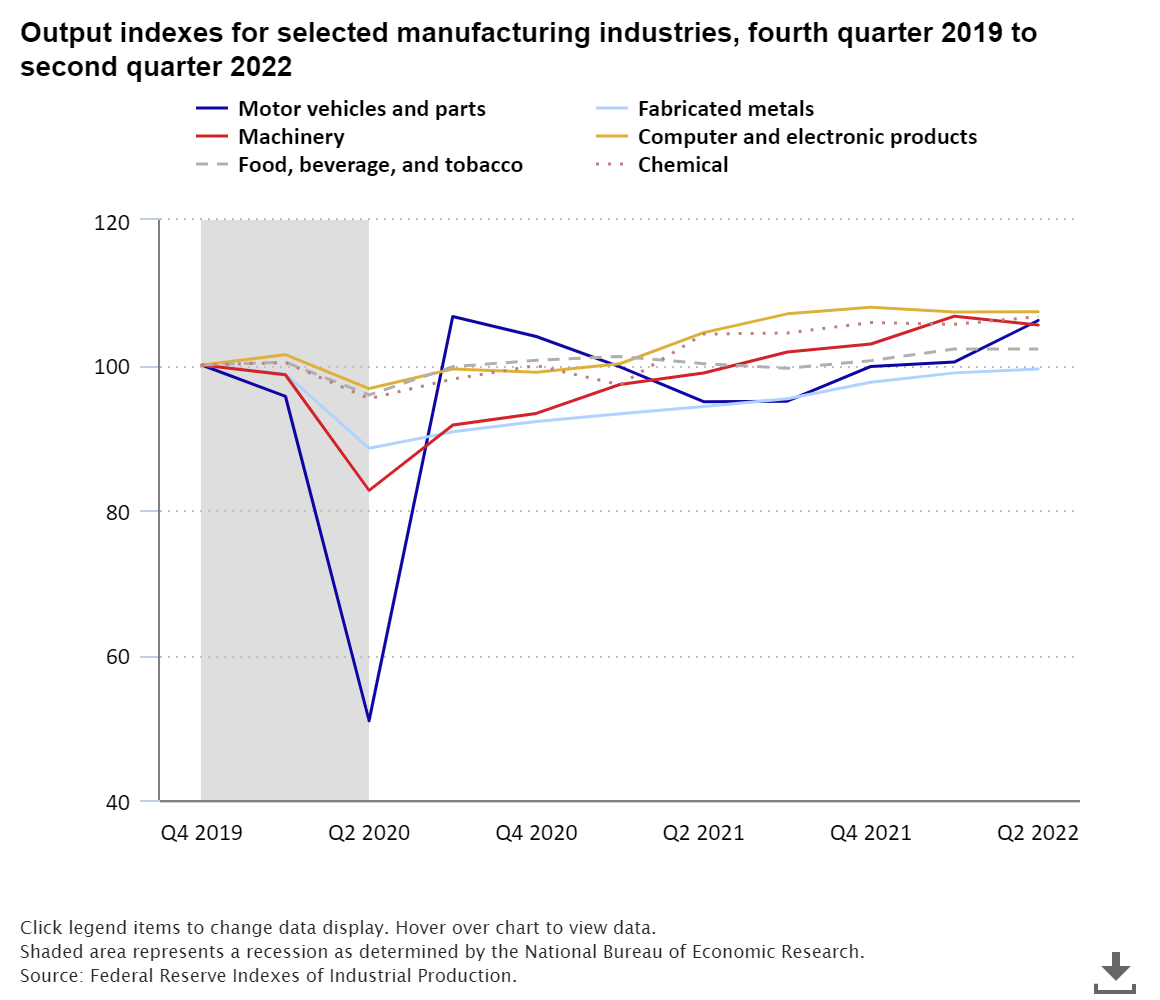 Output indexes for selected manufacturing industries, fourth quarter 2019 to
second quarter 2022
Motor vehicles and parts
Fabricated metals
Machinery
Computer and electronic products
Food, beverage, and tobacco
Chemical
120
100
80
60
40
Q4 2019 Q2 2020 Q4 2020 Q2 2021 Q4 2021 Q2 2022
Click legend items to change data display. Hover over chart to view data.
Shaded area represents a recession as determined by the National Bureau of Economic Research.
Source: Federal Reserve Indexes of Industrial Production.